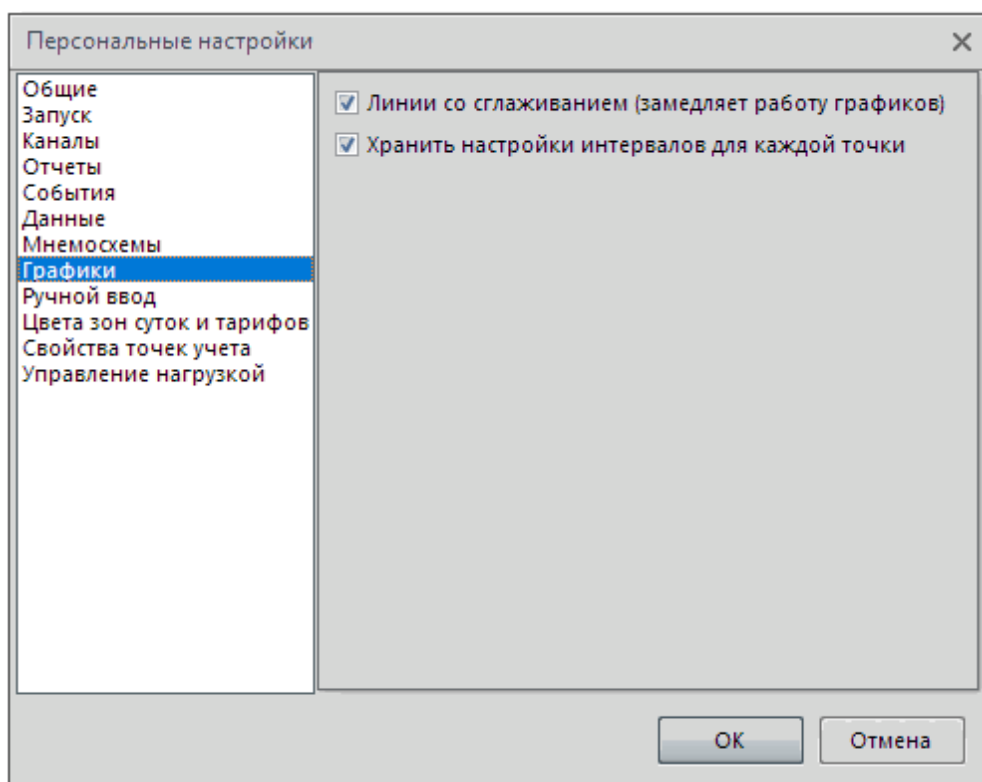 Персональные настройки
Общие
Запуск
Каналы
Отчеты
События
Данные
Мнемосхемы
Графики
Ручной ввод
Цвета зон суток и тарифов
Свойства точек учета
Управление нагрузкой
Линии со сглаживанием (замедляет работу графиков)
Хранить настройки интервалов для каждой точки
ОК
Отмена